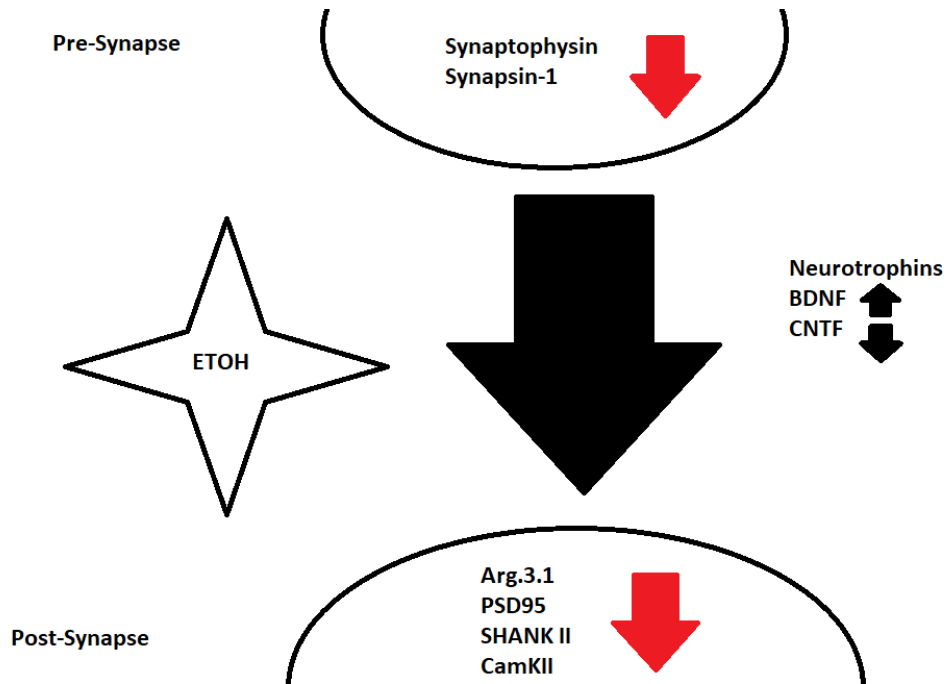 Pre-Synapse
Synaptophysin
Synapsin-1
Neurotrophins
BDNF
CNTF
ETOH
Arg.3.1
PSD95
SHANK II
CamKII
Post-Synapse